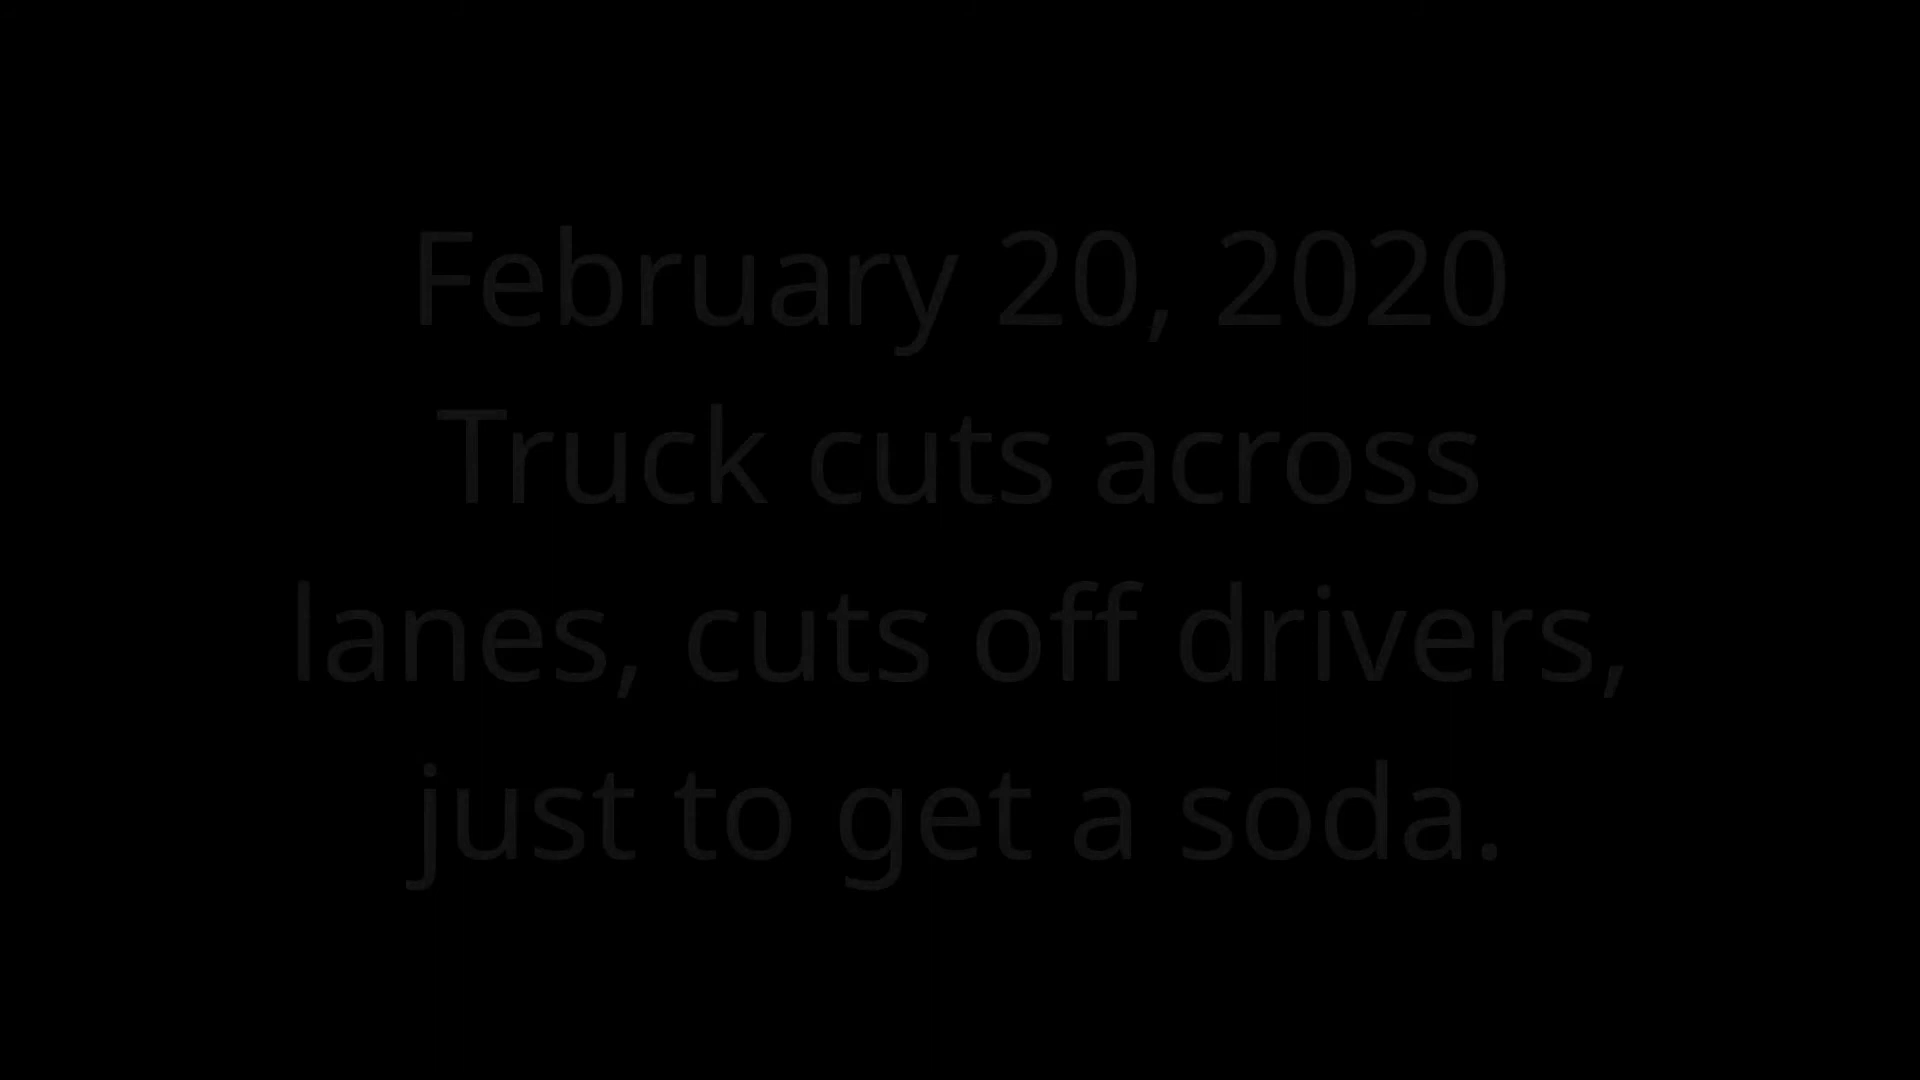 February 20, 2020
Truck cuts across
lanes, cuts off drivers,
just to get a soda.